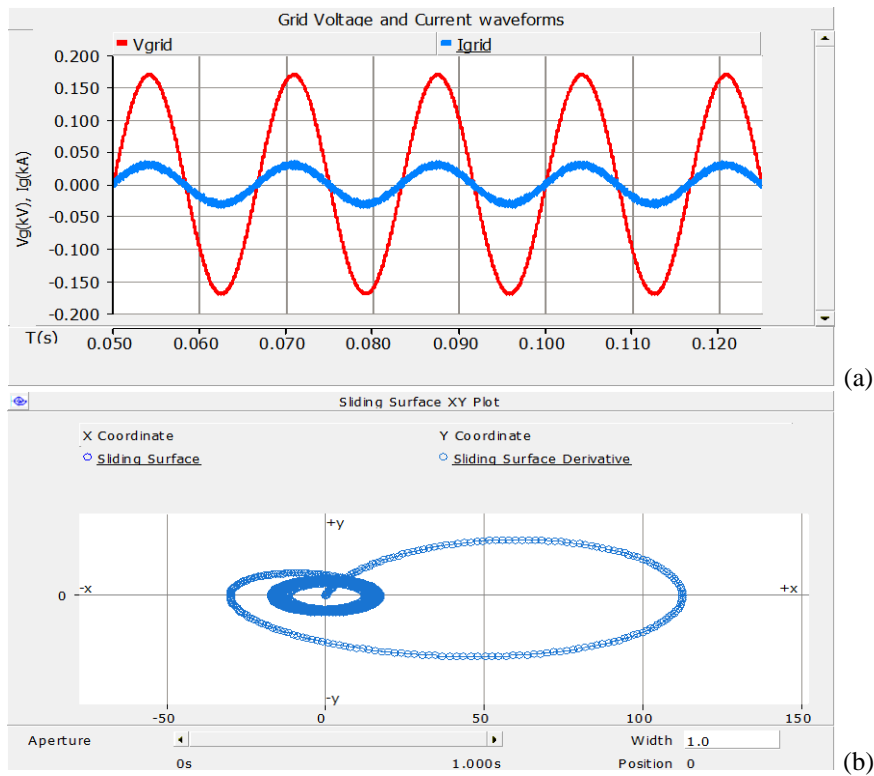 Grid Voltage and Current waveforms
Vgrid Igrid
Vg(kV), Ig(kA)
0.200
0.150
0.100
0.050
0.000
-0.050
-0.100
-0.150
-0.200
T(s) 0.050 0.060 0.070 0.080 0.090 0.100 0.110 0.120
(a)
Sliding Surface XY Plot
X Coordinate Y Coordinate
Sliding Surface Sliding Surface Derivative
+y
0 -x +x
-y
-50 0 50 100 150
Aperture Width 1.0
0s 1.000s Position 0
(b)